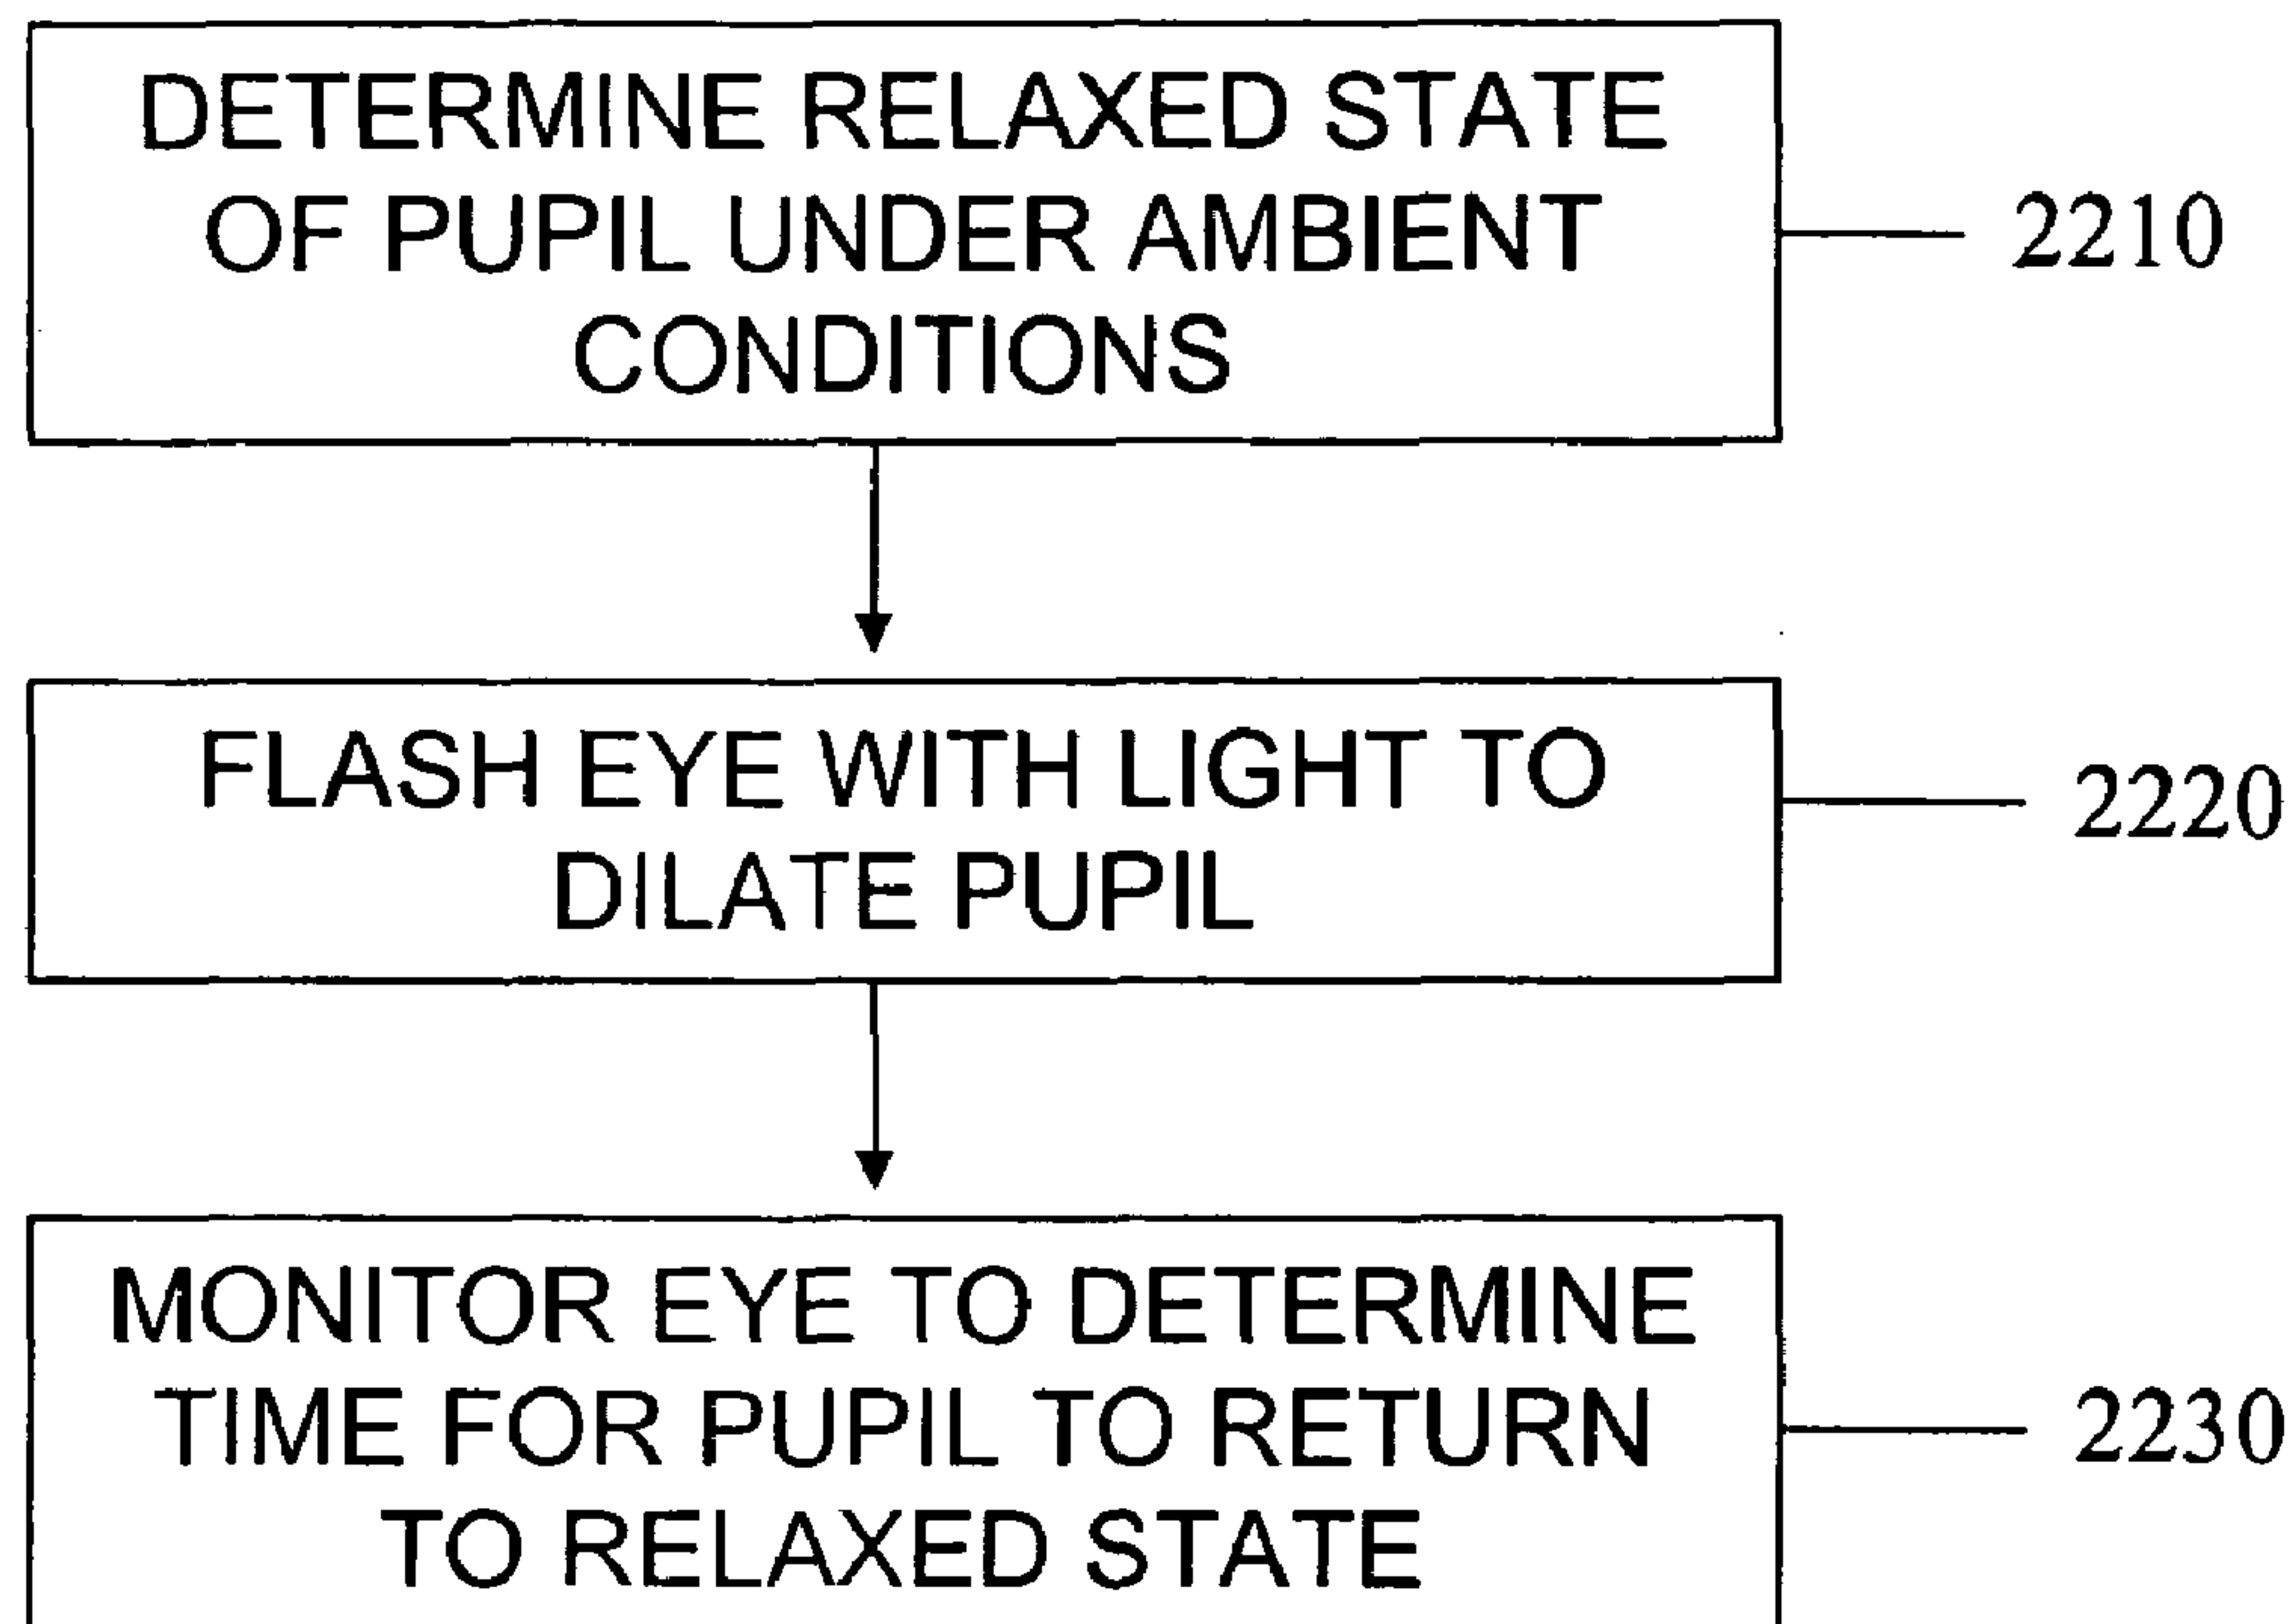 DETERMINE RELAXED STATE
OF PUPIL UNDER AMBIENT
CONDITIONS
2210
FLASH EYE WITH LIGHT TO
DILATE PUPIL
2220
MONITOR EYE TO DETERMINE
TIME FOR PUPIL TO RETURN
TO RELAXED STATE
2230